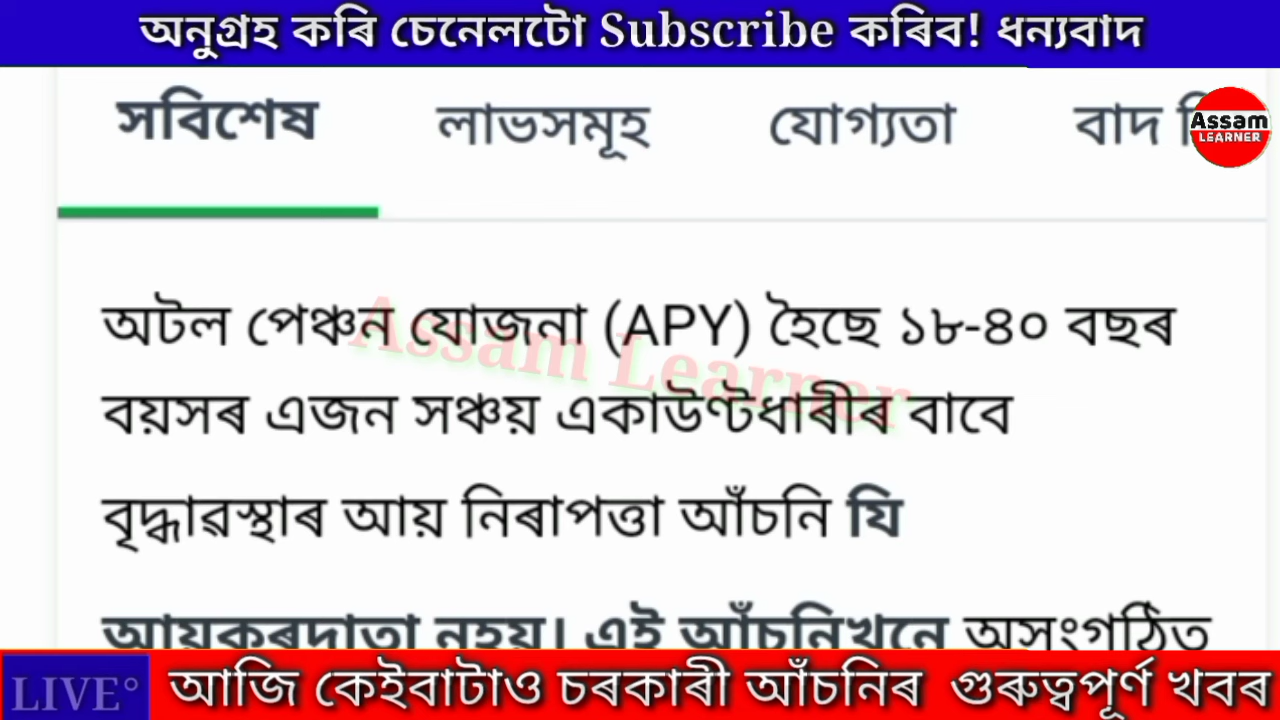 অনুগ্ৰহ কৰি চেনেলটো Subscribe কৰিব! ধন্যবাদ
সবিশেষ লাভসমূহ যোগ্যতা বাদ
Assam
LEARNER
অটল পেঞ্চন যোজনা (APY) হৈছে ১৮-৪০ বছৰ
বয়সৰ এজন সঞ্চয় একাউণ্টধাৰীৰ বাবে
Assam Learner
বৃদ্ধাৱস্থাৰ আয় নিৰাপত্তা আঁচনি যি
আয়কৰদাতা নহয়। এই আঁচনিখনে অসংগঠিত
LIVE° আজি কেইবাটাও চৰকাৰী আঁচনিৰ গুৰুত্বপূৰ্ণ খবৰ